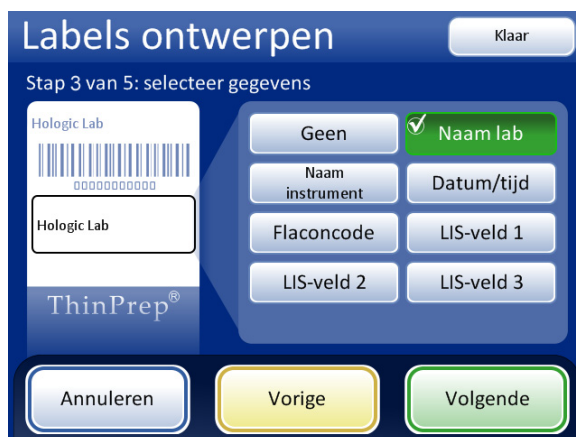 Labels ontwerpen
Klaar
Stap 3 van 5: selecteer gegevens
Hologic Lab
00000000000
Hologic Lab
ThinPrep®
Geen
Naam lab
Naam
instrument
Datum/tijd
Flaconcode
LIS-veld 1
LIS-veld 2
LIS-veld 3
Annuleren
Vorige
Volgende